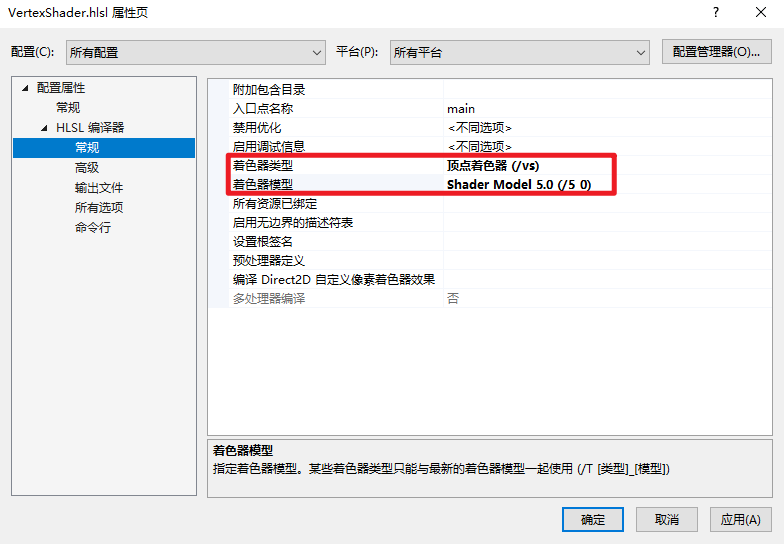 VertexShader.hlsl 属性页
配置(C): 所有配置 平台(P): 所有平台 配置管理器(O)...
配置属性
常规
HLSL 编译器
常规
高级
输出文件
所有选项
命令行
附加包含目录
入口点名称 main
禁用优化 <不同选项>
启用调试信息 <不同选项>
着色器类型 顶点着色器 (/vs)
着色器模型 Shader Model 5.0 (/5 0)
所有资源已绑定
启用无边界的描述符表
设置根签名
预处理器定义
编译 Direct2D 自定义像素着色器效果
多处理器编译 否
着色器模型
指定着色器模型。某些着色器类型只能与最新的着色器模型一起使用 (/T [类型]_[模型])
确定 取消 应用(A)